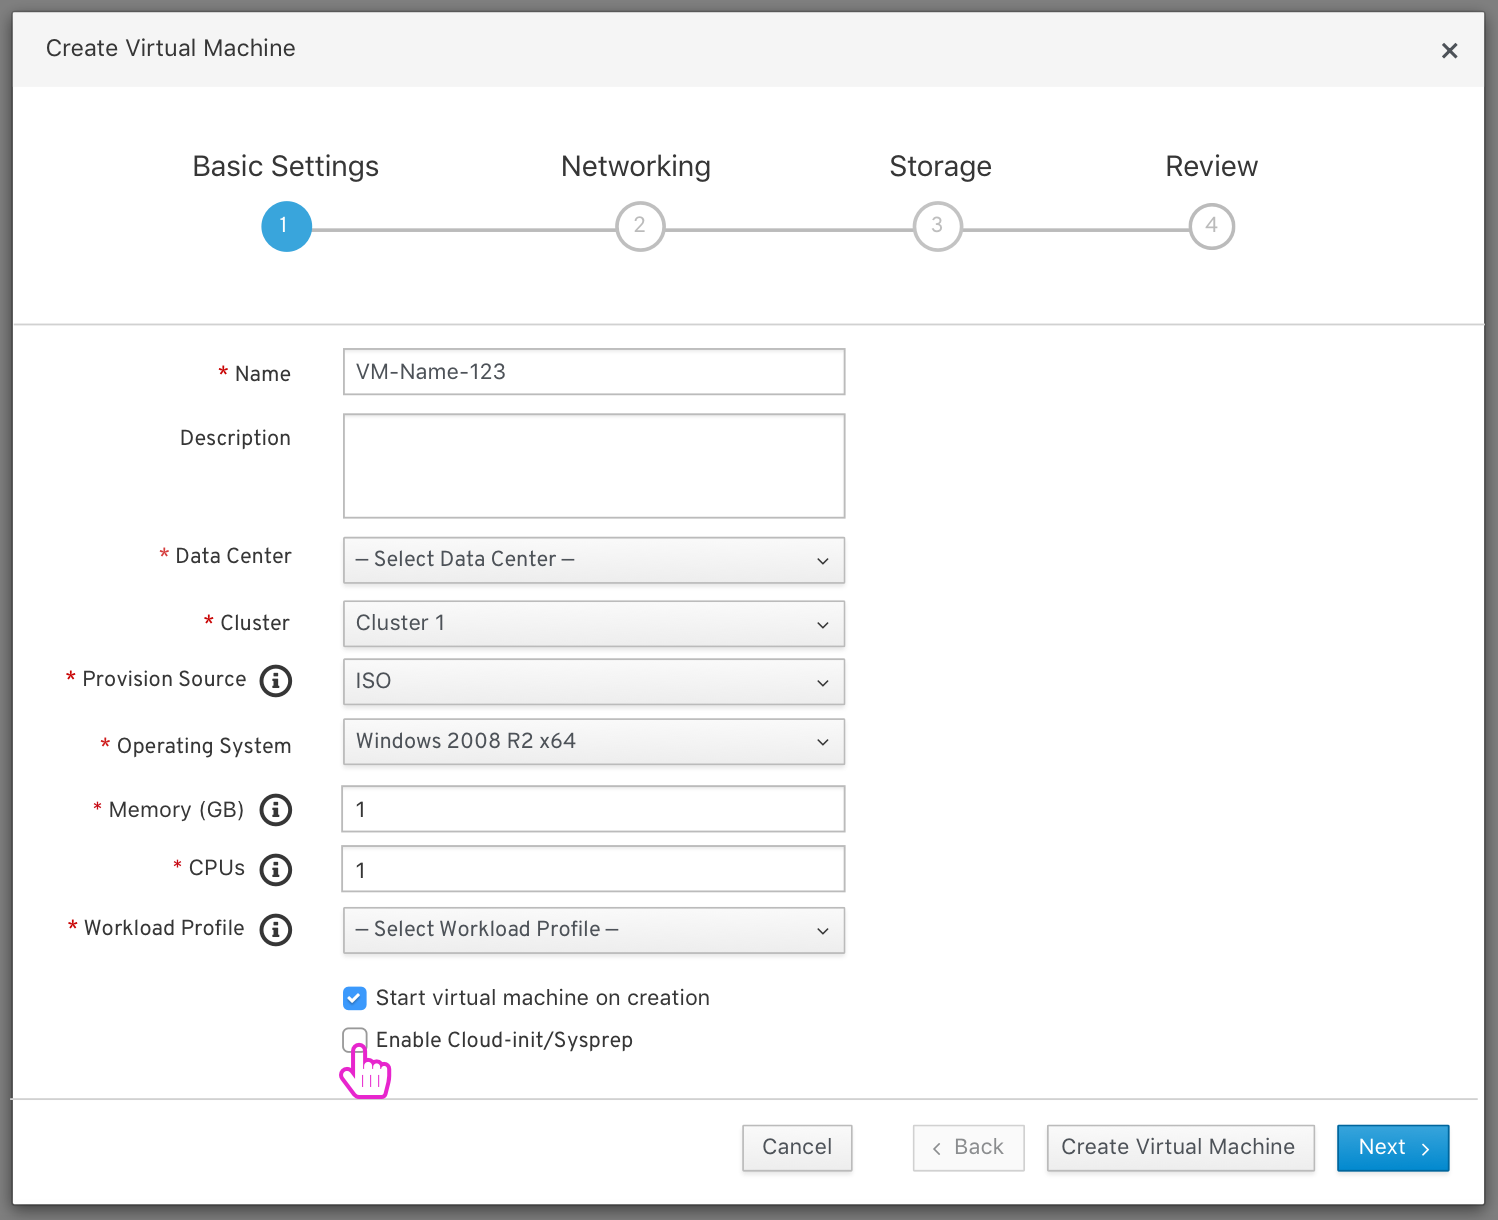 Create Virtual Machine
Basic Settings Networking Storage Review
1 2 3 4
* Name VM-Name-123
Description
* Data Center — Select Data Center —
* Cluster Cluster 1
* Provision Source ISO
* Operating System Windows 2008 R2 x64
* Memory (GB) 1
* CPUs 1
* Workload Profile — Select Workload Profile —
Start virtual machine on creation
Enable Cloud-init/Sysprep
Cancel Back Create Virtual Machine Next